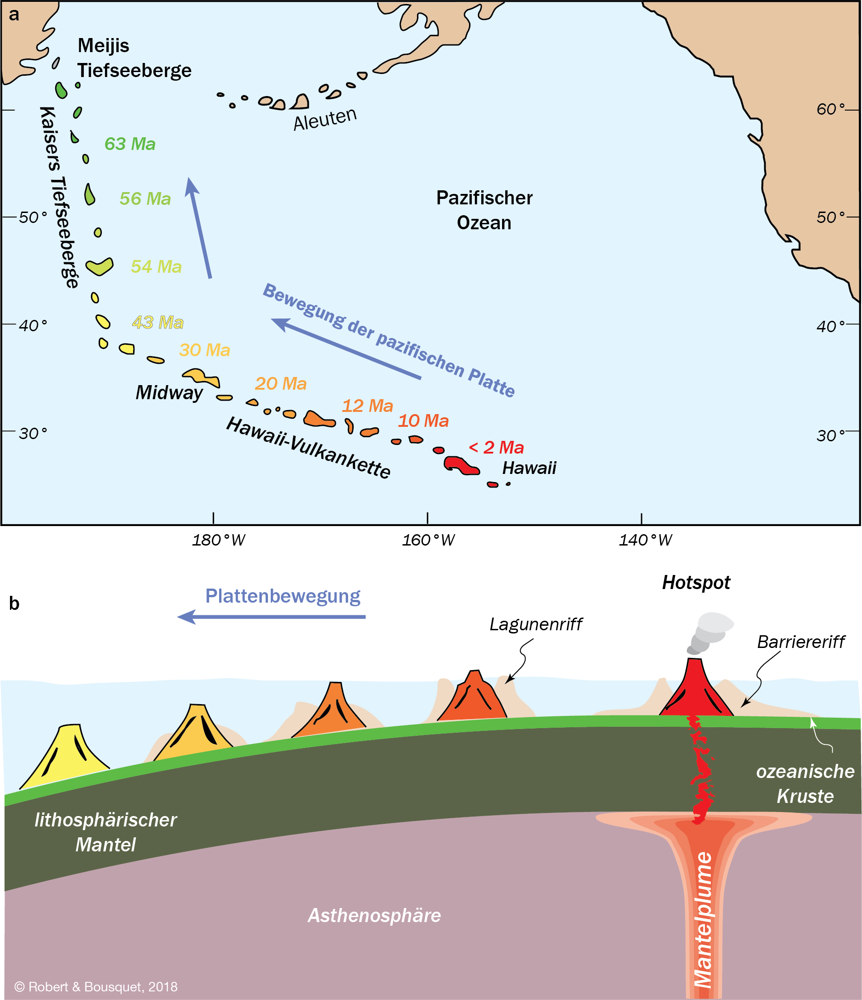 a
Meijis
Tiefseeberge
Aleuten
60°
Kaisers Tiefseeberge
63 Ma
56 Ma
Pazifischer
Ozean
50°
50°
54 Ma
Bewegung der pazifischen Platte
43 Ma
40°
40°
30 Ma
20 Ma
Midway
12 Ma
10 Ma
Hawaii-Vulkankette
30°
30°
< 2 Ma
Hawaii
180°W
160°W
140°W
Hotspot
b
Plattenbewegung
Lagunenriff
Barriereriff
ozeanische
Kruste
lithosphärischer
Mantel
Mantelplume
Asthenosphäre
© Robert & Bousquet, 2018